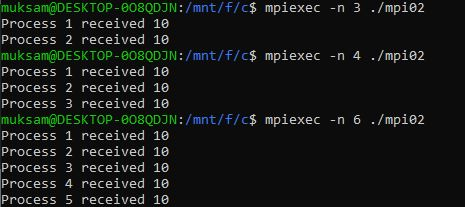 muksam@DESKTOP-0O8QDJN:/mnt/f/c$ mpiexec -n 3 ./mpi02
Process 1 received 10
Process 2 received 10
muksam@DESKTOP-0O8QDJN:/mnt/f/c$ mpiexec -n 4 ./mpi02
Process 1 received 10
Process 2 received 10
Process 3 received 10
muksam@DESKTOP-0O8QDJN:/mnt/f/c$ mpiexec -n 6 ./mpi02
Process 1 received 10
Process 2 received 10
Process 3 received 10
Process 4 received 10
Process 5 received 10